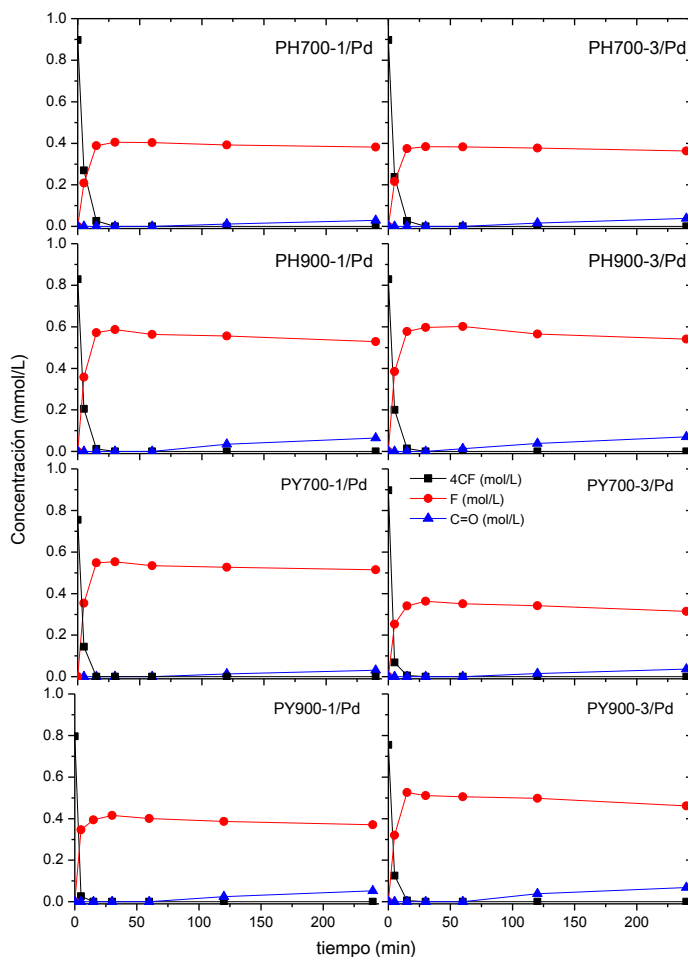 1.0
0.8
0.6
0.4
0.2
0.0
PH700-1/Pd
PH700-3/Pd
1.0
0.8
0.6
0.4
0.2
0.0
PH900-1/Pd
PH900-3/Pd
1.0
0.8
0.6
0.4
0.2
0.0
PY700-1/Pd
PY700-3/Pd
4CF (mol/L)
F (mol/L)
C=O (mol/L)
1.0
0.8
0.6
0.4
0.2
0.0
PY900-1/Pd
PY900-3/Pd
0 50 100 150 200
0 50 100 150 200
tiempo (min)
Concentración (mmol/L)